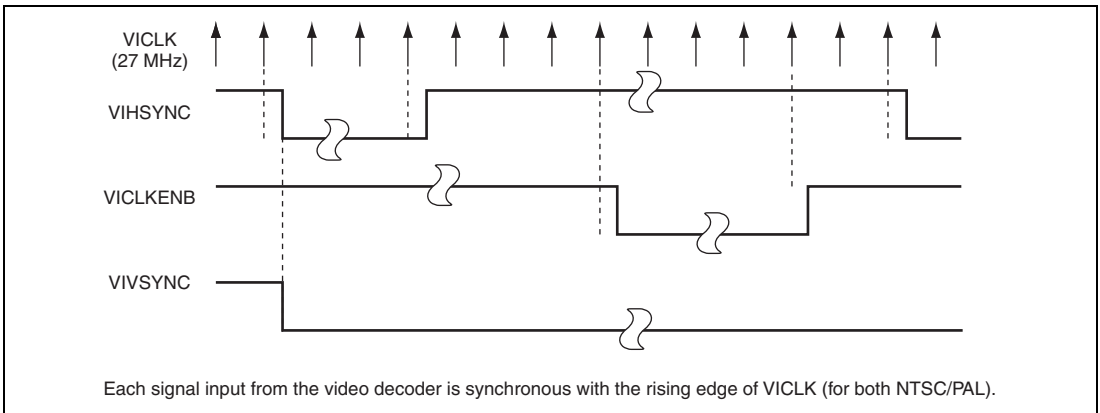 VICLK
(27 MHz)
VIHSYNC
VICLKENB
VIVSYNC
Each signal input from the video decoder is synchronous with the rising edge of VICLK (for both NTSC/PAL).